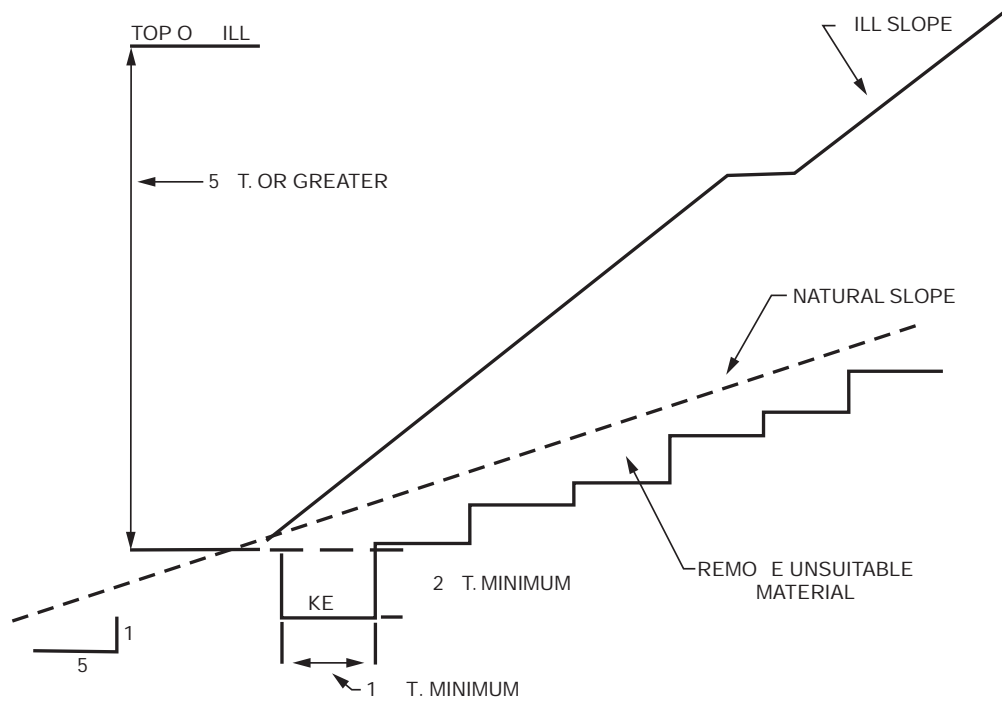 TOP O ILL
ILL SLOPE
5 T. OR GREATER
NATURAL SLOPE
2 T. MINIMUM
REMO E UNSUITABLE
MATERIAL
KE
1
5
1 T. MINIMUM